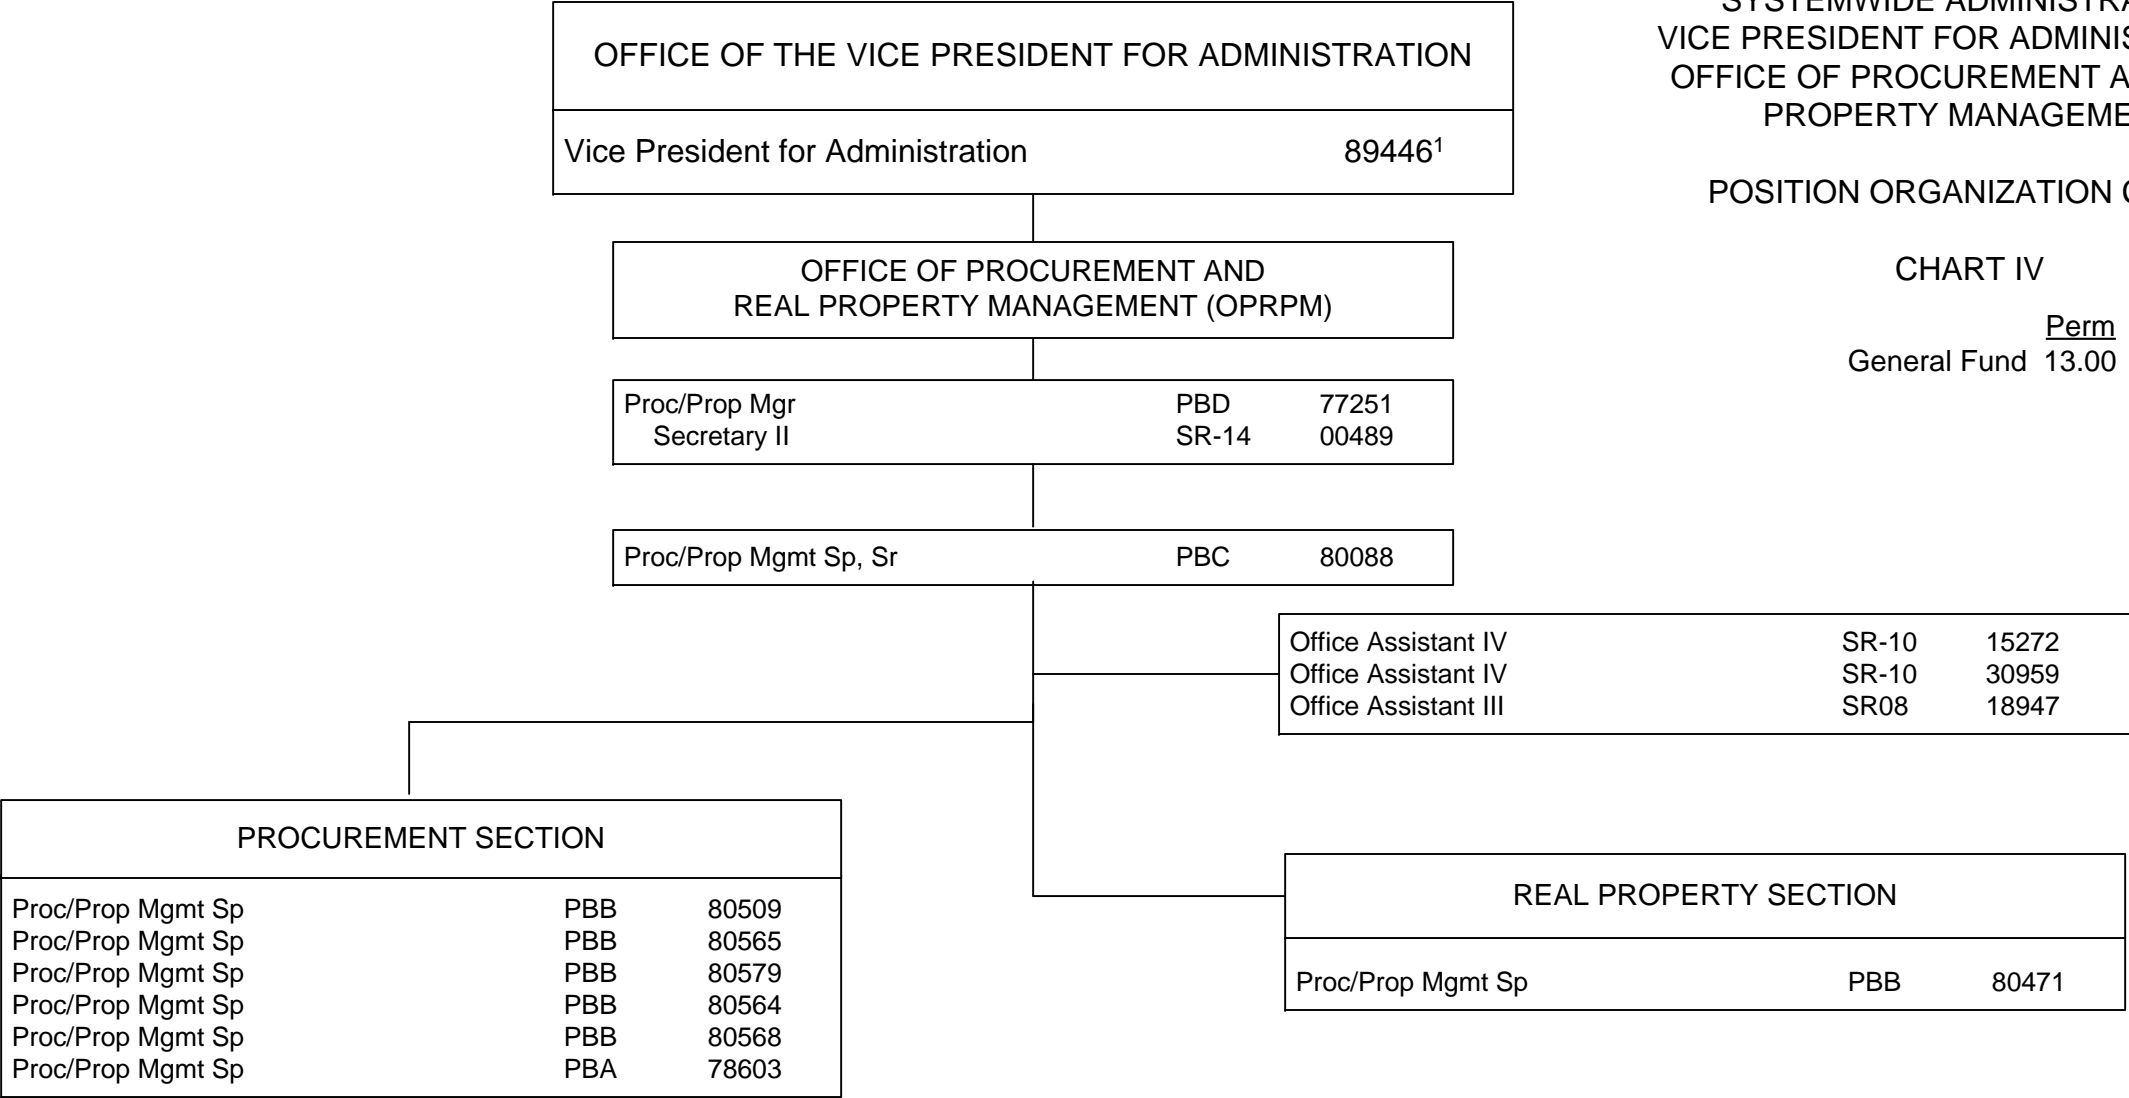 OFFICE OF THE VICE PRESIDENT FOR ADMINISTRATION
Vice President for Administration 89446¹
SYSTEMWIDE ADMINISTRA
VICE PRESIDENT FOR ADMINIS
OFFICE OF PROCUREMENT A
PROPERTY MANAGEME
POSITION ORGANIZATION
CHART IV
Perm
General Fund 13.00
OFFICE OF PROCUREMENT AND
REAL PROPERTY MANAGEMENT (OPRPM)
Proc/Prop Mgr PBD 77251
Secretary II SR-14 00489
Proc/Prop Mgmt Sp, Sr PBC 80088
Office Assistant IV SR-10 15272
Office Assistant IV SR-10 30959
Office Assistant III SR08 18947
PROCUREMENT SECTION
Proc/Prop Mgmt Sp PBB 80509
Proc/Prop Mgmt Sp PBB 80565
Proc/Prop Mgmt Sp PBB 80579
Proc/Prop Mgmt Sp PBB 80564
Proc/Prop Mgmt Sp PBB 80568
Proc/Prop Mgmt Sp PBA 78603
REAL PROPERTY SECTION
Proc/Prop Mgmt Sp PBB 80471